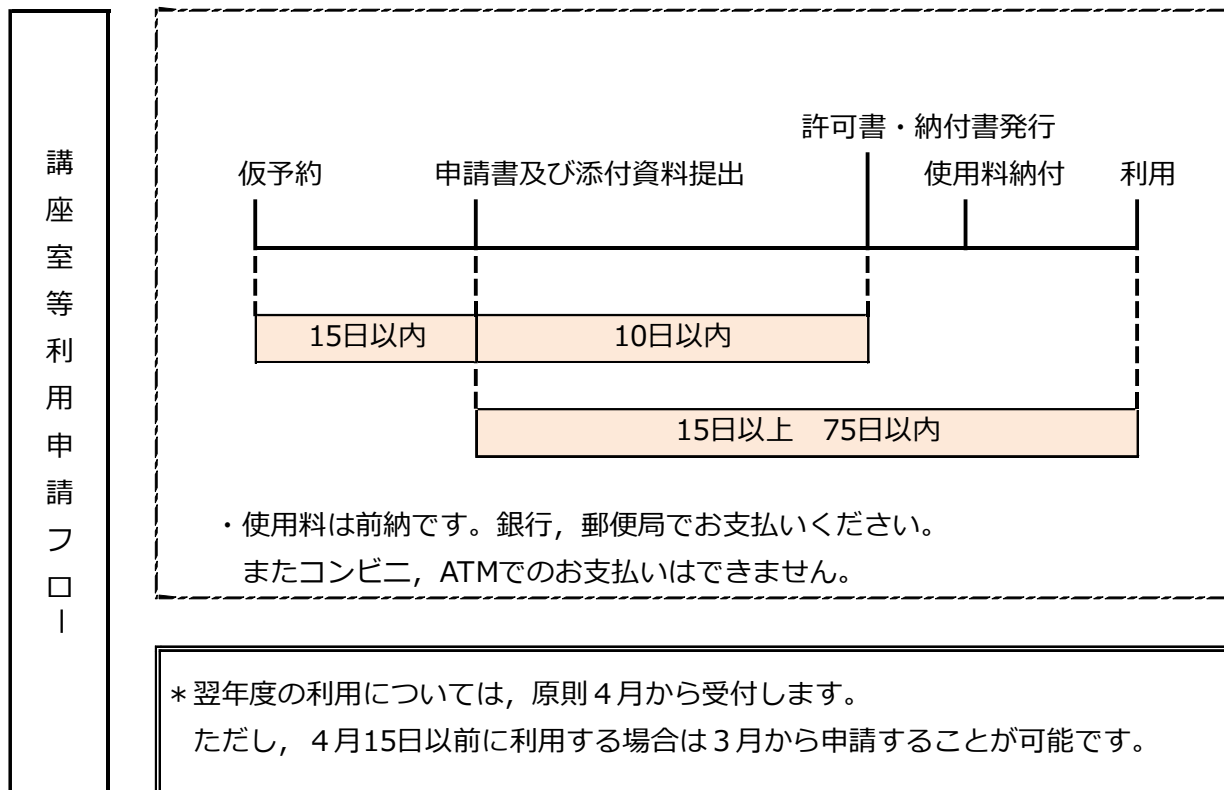 講座室等利用申請フロー
許可書・納付書発行
仮予約
申請書及び添付資料提出
使用料納付
利用
15日以内
10日以内
15日以上　75日以内
・使用料は前納です。銀行，郵便局でお支払いください。
またコンビニ，ATMでのお支払いはできません。
＊翌年度の利用については，原則４月から受付します。
ただし，４月15日以前に利用する場合は３月から申請することが可能です。